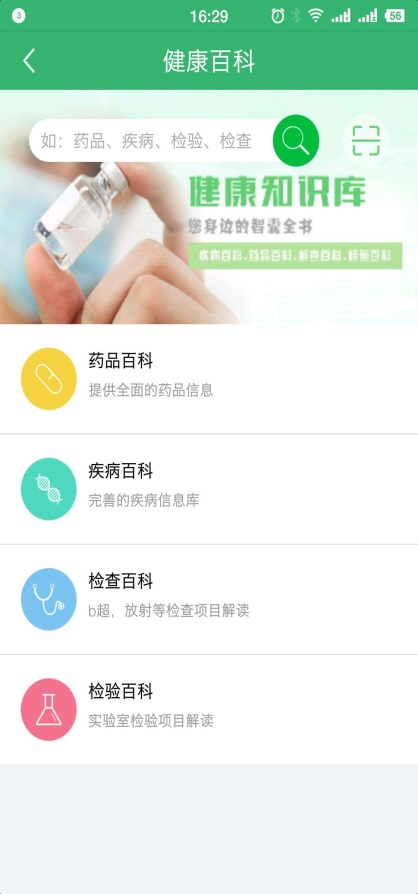 3
16:29
56
健康百科
如：药品、疾病、检验、检查
健康知识库
您身边的智囊全书
疾病百科.药品百科.检查百科.检验百科
药品百科
提供全面的药品信息
疾病百科
完善的疾病信息库
检查百科
b超，放射等检查项目解读
检验百科
实验室检验项目解读